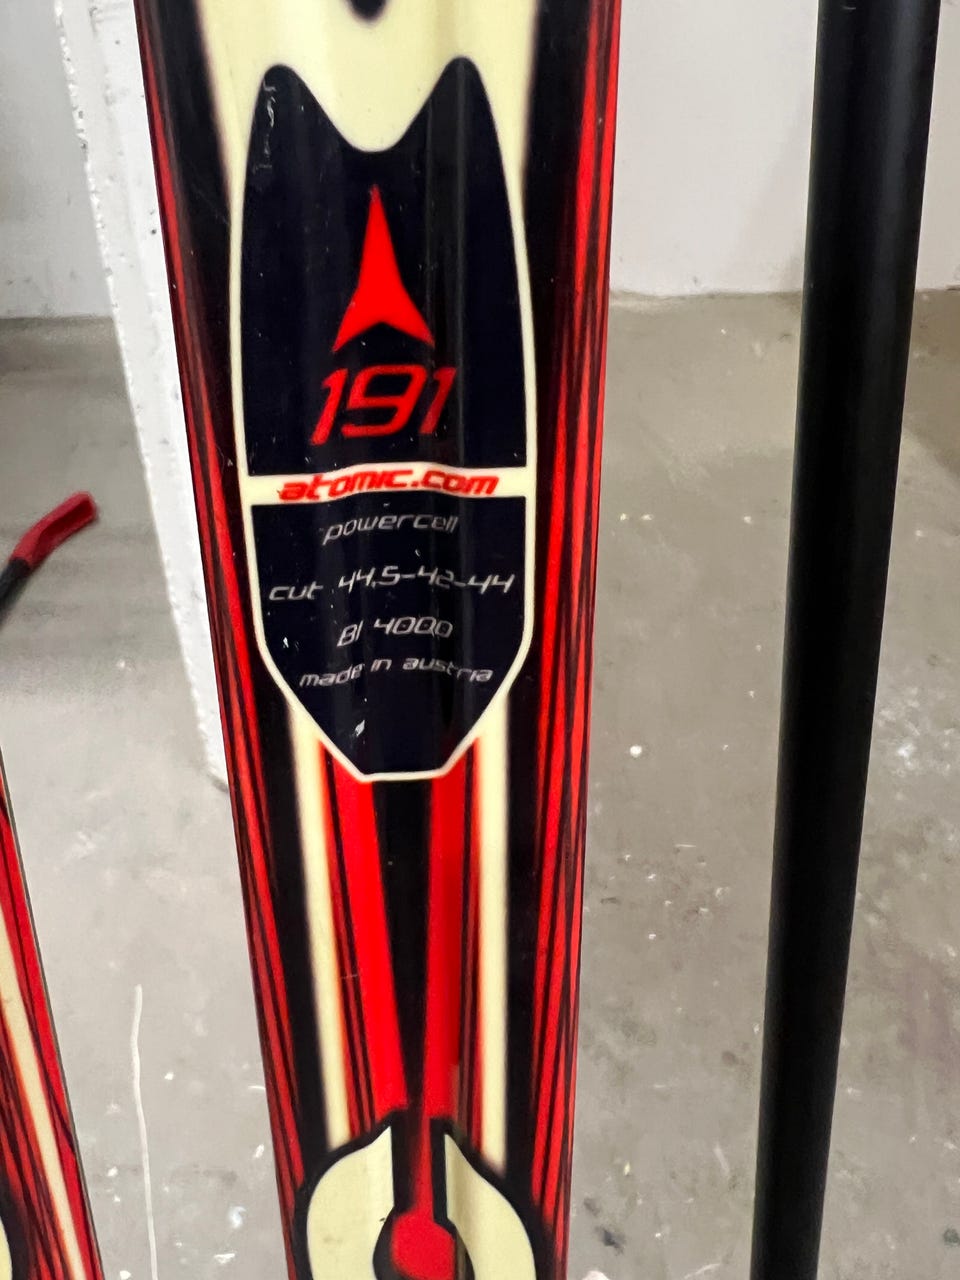 191
atomic.com
powercell
cut 44.5-42-44
BI 4000
made in austria